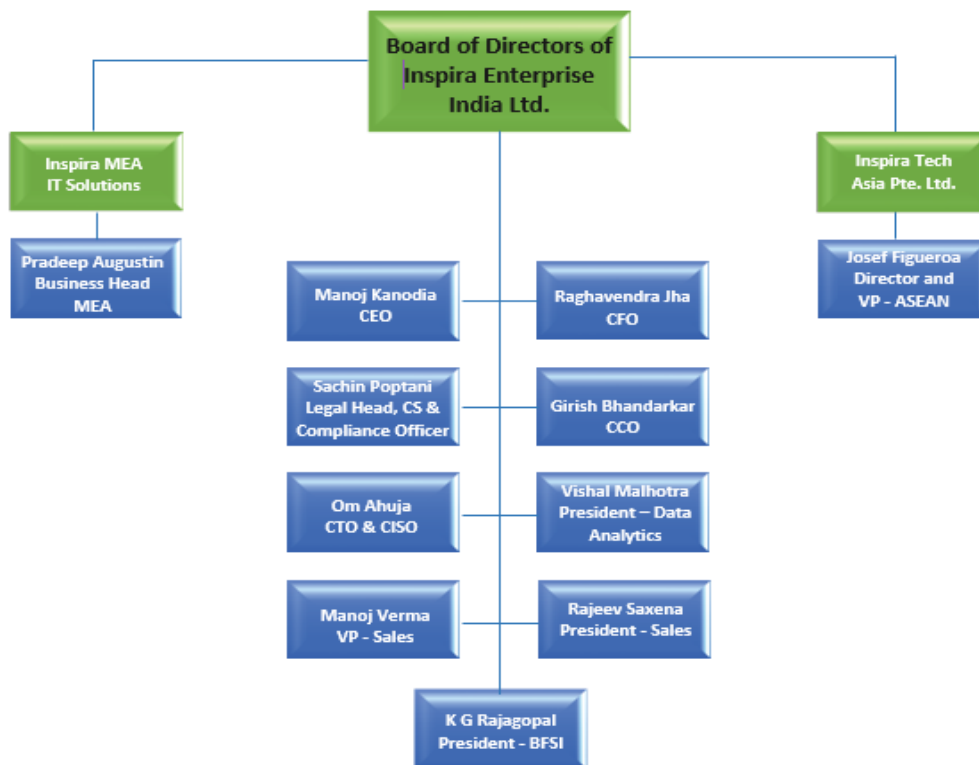 Board of Directors of
Inspira Enterprise
India Ltd.
Inspira MEA
IT Solutions
Inspira Tech
Asia Pte. Ltd.
Pradeep Augustin
Business Head
MEA
Josef Figueroa
Director and
VP - ASEAN
Manoj Kanodia
CEO
Raghavendra Jha
CFO
Sachin Poptani
Legal Head, CS &
Compliance Officer
Girish Bhandarkar
CCO
Om Ahuja
CTO & CISO
Vishal Malhotra
President – Data
Analytics
Manoj Verma
VP - Sales
Rajeev Saxena
President - Sales
K G Rajagopal
President - BFSI